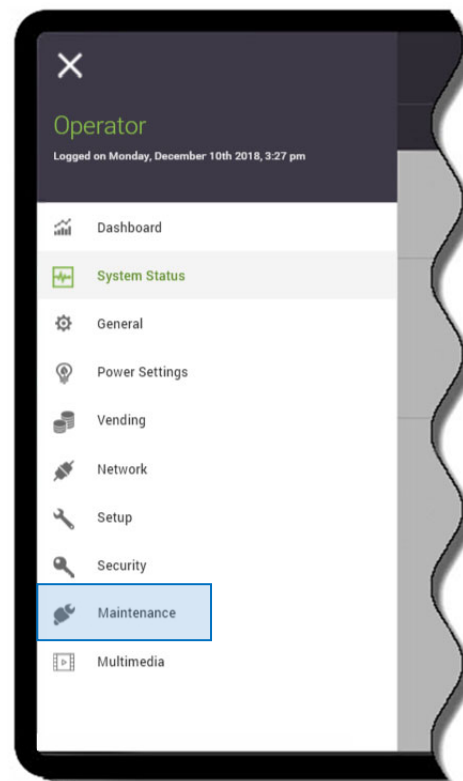 Operator
Logged on Monday, December 10th 2018, 3:27 pm
Dashboard
System Status
General
Power Settings
Vending
Network
Setup
Security
Maintenance
Multimedia